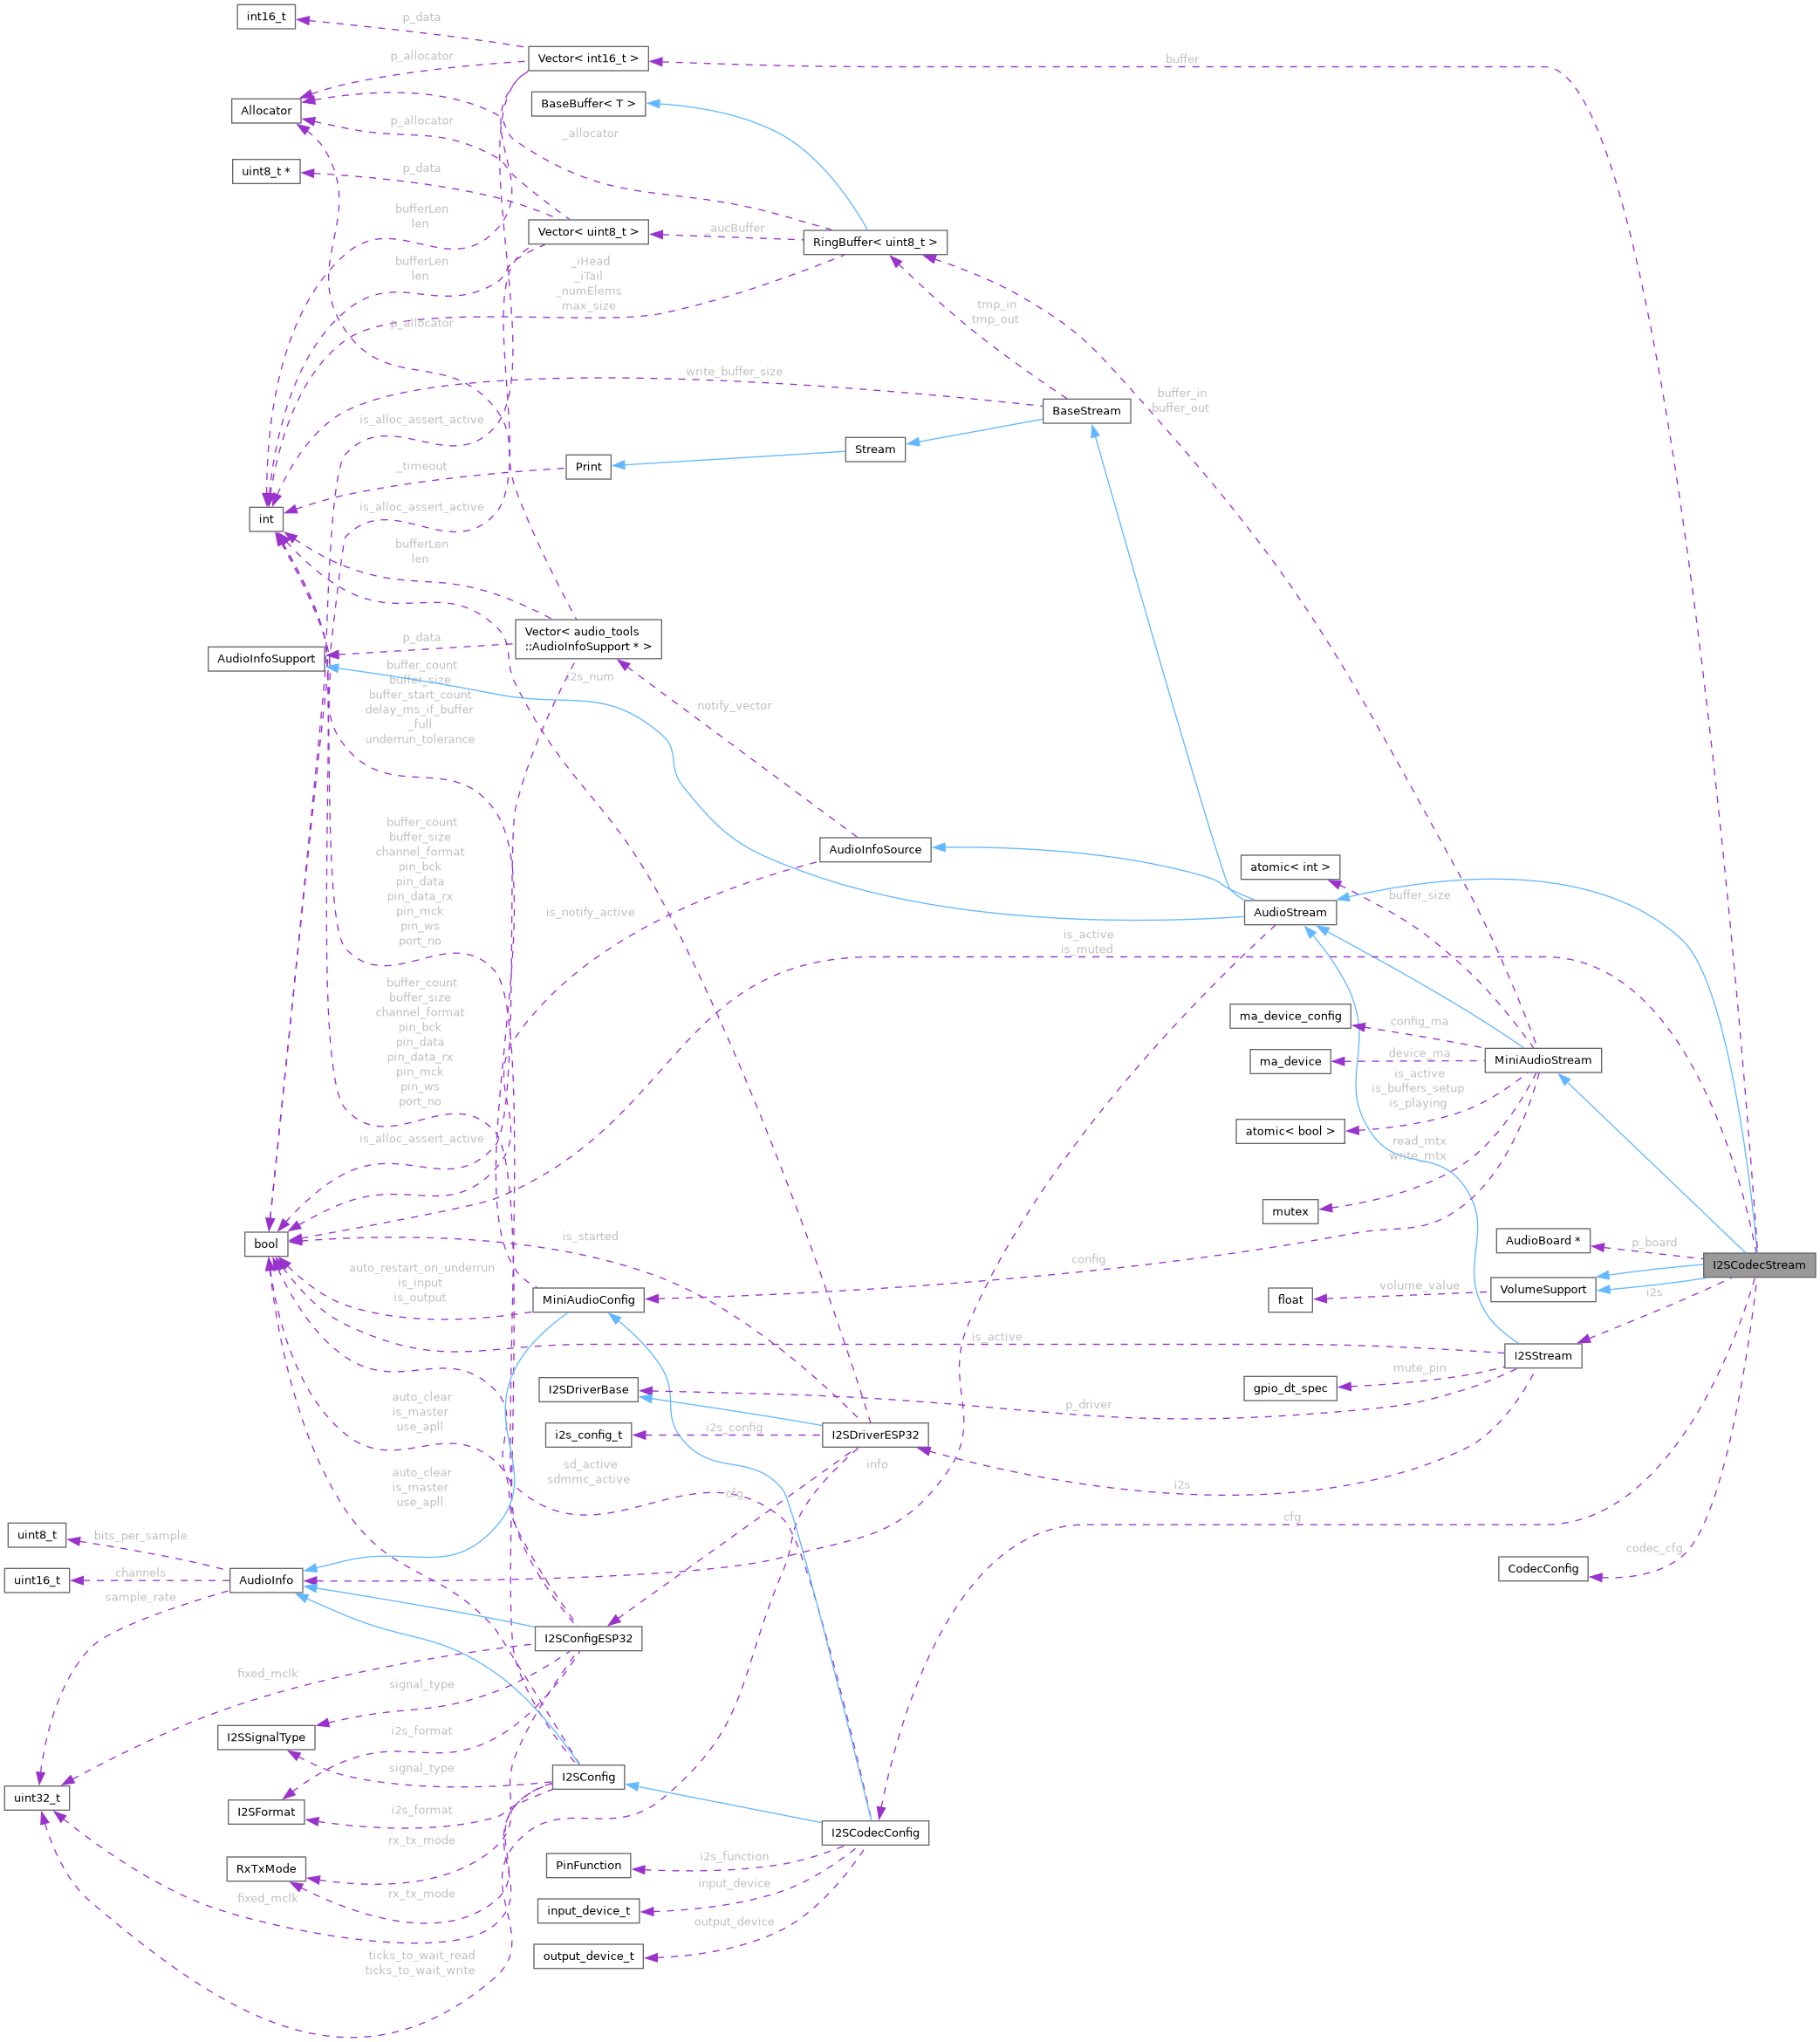 int16_t
p_data
Vector< int16_t >
buffer
p_allocator
BaseBuffer< T >
Allocator
p_allocator
_allocator
uint8_t *
p_data
bufferLen
len
Vector< uint8_t >
_aucBuffer
RingBuffer< uint8_t >
bufferLen
len
_iHead
_iTail
_numElems
max_size
tmp_in
tmp_out
p_allocator
write_buffer_size
buffer_in
buffer_out
BaseStream
is_alloc_assert_active
Stream
_timeout
Print
is_alloc_assert_active
int
bufferLen
len
Vector< audio_tools
::AudioInfoSupport * >
p_data
AudioInfoSupport
buffer_count
buffer_size
buffer_start_count
delay_ms_if_buffer
_full
underrun_tolerance
i2s_num
notify_vector
buffer_count
buffer_size
channel_format
pin_bck
pin_data
pin_data_rx
pin_mck
pin_ws
port_no
AudioInfoSource
atomic< int >
buffer_size
is_notify_active
AudioStream
is_active
is_muted
buffer_count
buffer_size
channel_format
pin_bck
pin_data
pin_data_rx
pin_mck
pin_ws
port_no
ma_device_config
config_ma
ma_device
device_ma
MiniAudioStream
is_active
is_buffers_setup
is_playing
atomic< bool >
is_alloc_assert_active
read_mtx
write_mtx
mutex
bool
is_started
AudioBoard *
p_board
I2SCodecStream
auto_restart_on_underrun
is_input
is_output
MiniAudioConfig
config
float
volume_value
VolumeSupport
i2s
is_active
I2SStream
mute_pin
gpio_dt_spec
I2SDriverBase
p_driver
auto_clear
is_master
use_apll
i2s_config_t
i2s_config
I2SDriverESP32
sd_active
sdmmc_active
info
auto_clear
is_master
use_apll
cfg
i2s
cfg
uint8_t
bits_per_sample
codec_cfg
CodecConfig
uint16_t
channels
AudioInfo
sample_rate
I2SConfigESP32
fixed_mclk
signal_type
I2SSignalType
i2s_format
signal_type
I2SConfig
uint32_t
I2SFormat
i2s_format
I2SCodecConfig
rx_tx_mode
RxTxMode
PinFunction
i2s_function
input_device
rx_tx_mode
fixed_mclk
input_device_t
output_device
output_device_t
ticks_to_wait_read
ticks_to_wait_write